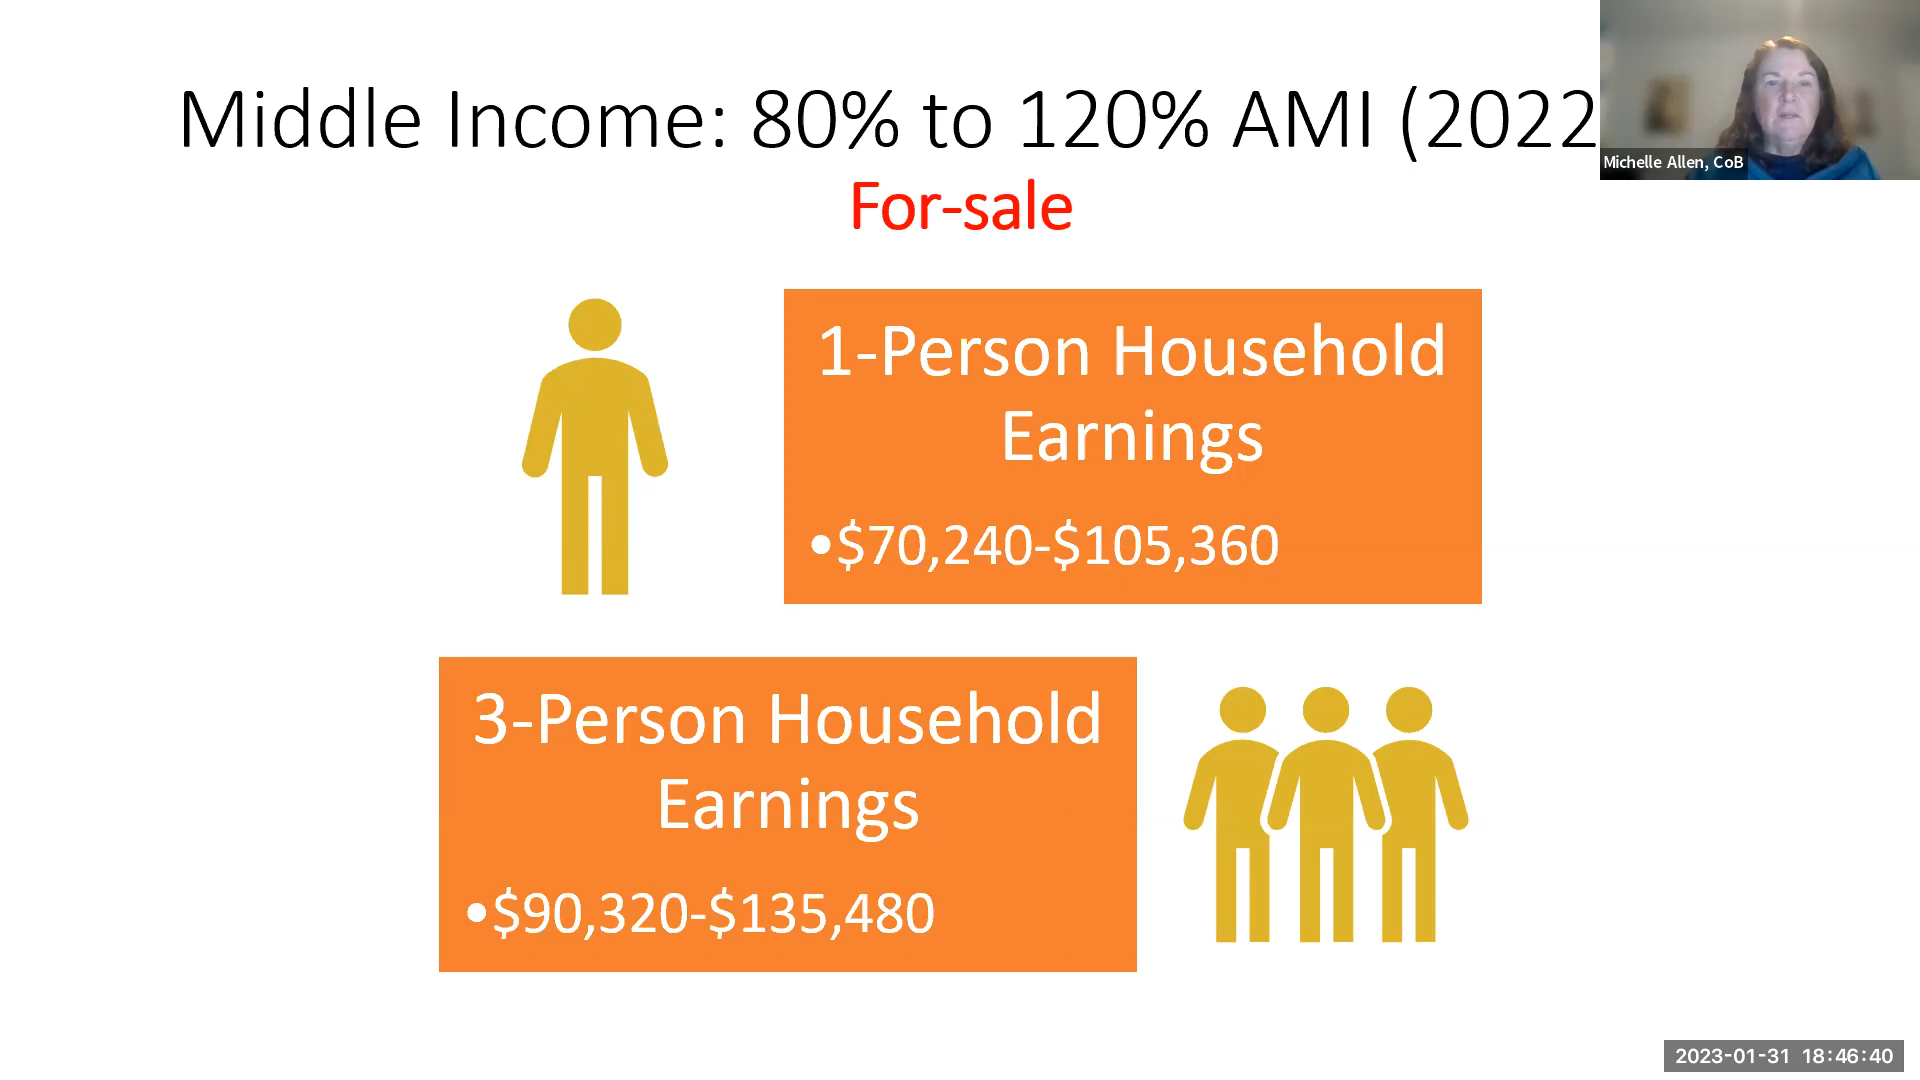 Middle Income: 80% to 120% AMI (2022
For-sale
Michelle Allen, CoB
1-Person Household
Earnings
•$70,240-$105,360
3-Person Household
Earnings
•$90,320-$135,480
2023-01-31 18:46:40